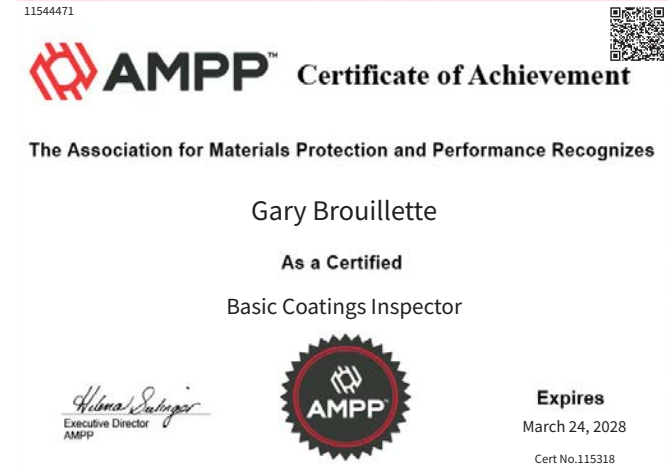 11544471
AMPP™ Certificate of Achievement
The Association for Materials Protection and Performance Recognizes
Gary Brouillette
As a Certified
Basic Coatings Inspector
AMPP
Executive Director
AMPP
Expires
March 24, 2028
Cert No.115318